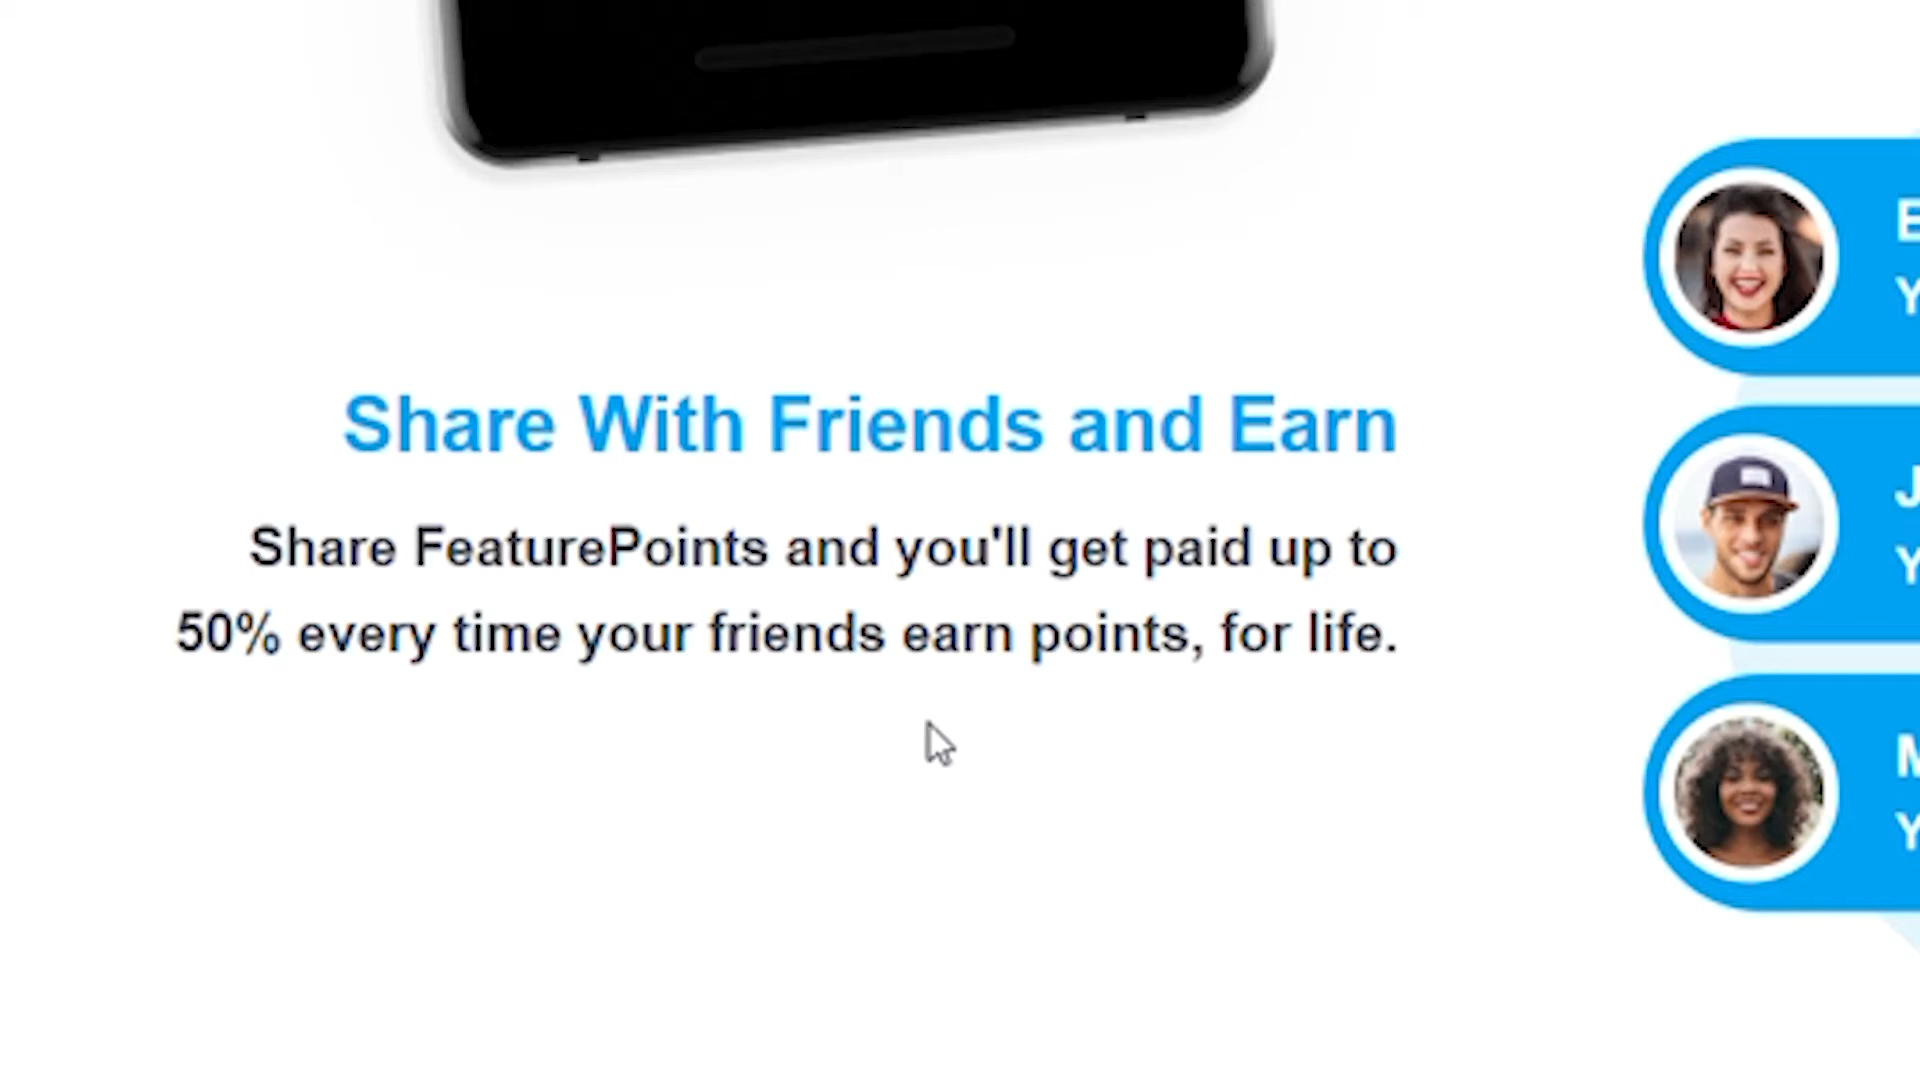 Share With Friends and Earn
Share FeaturePoints and you'll get paid up to
50% every time your friends earn points, for life.